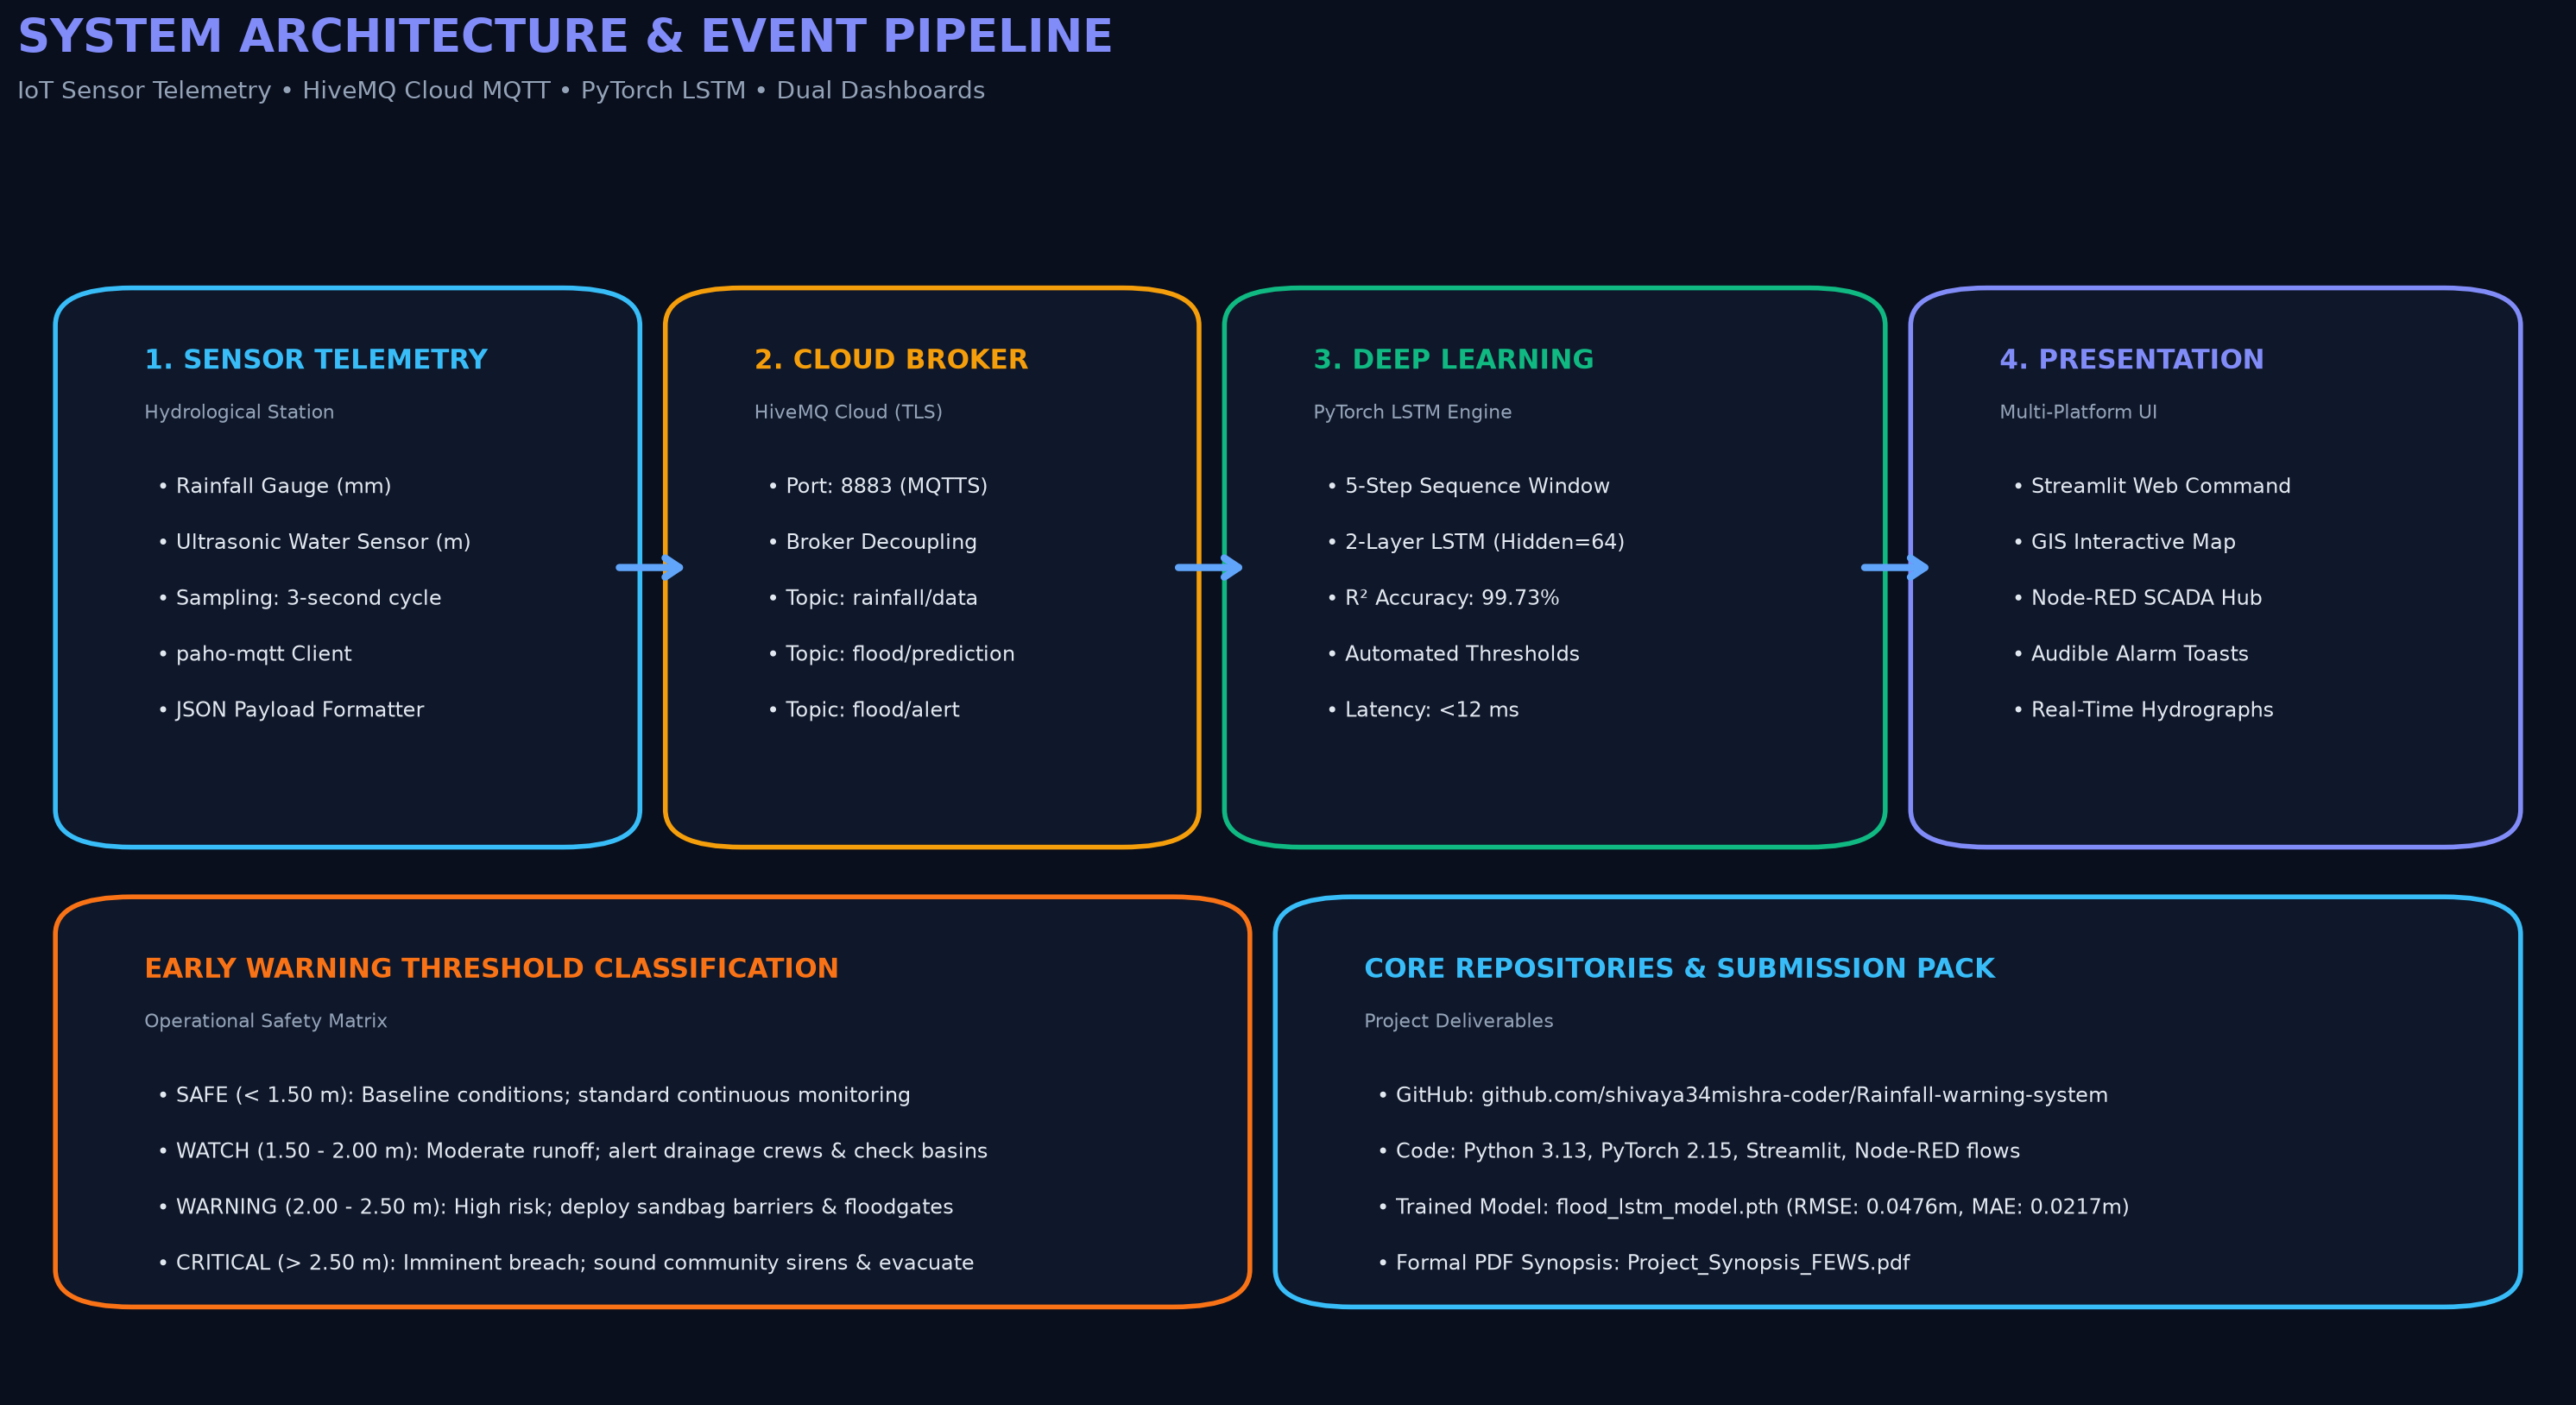 SYSTEM ARCHITECTURE & EVENT PIPELINE
IoT Sensor Telemetry • HiveMQ Cloud MQTT • PyTorch LSTM • Dual Dashboards
1. SENSOR TELEMETRY
Hydrological Station
• Rainfall Gauge (mm)
• Ultrasonic Water Sensor (m)
• Sampling: 3-second cycle
• paho-mqtt Client
• JSON Payload Formatter
2. CLOUD BROKER
HiveMQ Cloud (TLS)
• Port: 8883 (MQTTS)
• Broker Decoupling
• Topic: rainfall/data
• Topic: flood/prediction
• Topic: flood/alert
3. DEEP LEARNING
PyTorch LSTM Engine
• 5-Step Sequence Window
• 2-Layer LSTM (Hidden=64)
• R² Accuracy: 99.73%
• Automated Thresholds
• Latency: <12 ms
4. PRESENTATION
Multi-Platform UI
• Streamlit Web Command
• GIS Interactive Map
• Node-RED SCADA Hub
• Audible Alarm Toasts
• Real-Time Hydrographs
EARLY WARNING THRESHOLD CLASSIFICATION
Operational Safety Matrix
• SAFE (< 1.50 m): Baseline conditions; standard continuous monitoring
• WATCH (1.50 - 2.00 m): Moderate runoff; alert drainage crews & check basins
• WARNING (2.00 - 2.50 m): High risk; deploy sandbag barriers & floodgates
• CRITICAL (> 2.50 m): Imminent breach; sound community sirens & evacuate
CORE REPOSITORIES & SUBMISSION PACK
Project Deliverables
• GitHub: github.com/shivaya34mishra-coder/Rainfall-warning-system
• Code: Python 3.13, PyTorch 2.15, Streamlit, Node-RED flows
• Trained Model: flood_lstm_model.pth (RMSE: 0.0476m, MAE: 0.0217m)
• Formal PDF Synopsis: Project_Synopsis_FEWS.pdf